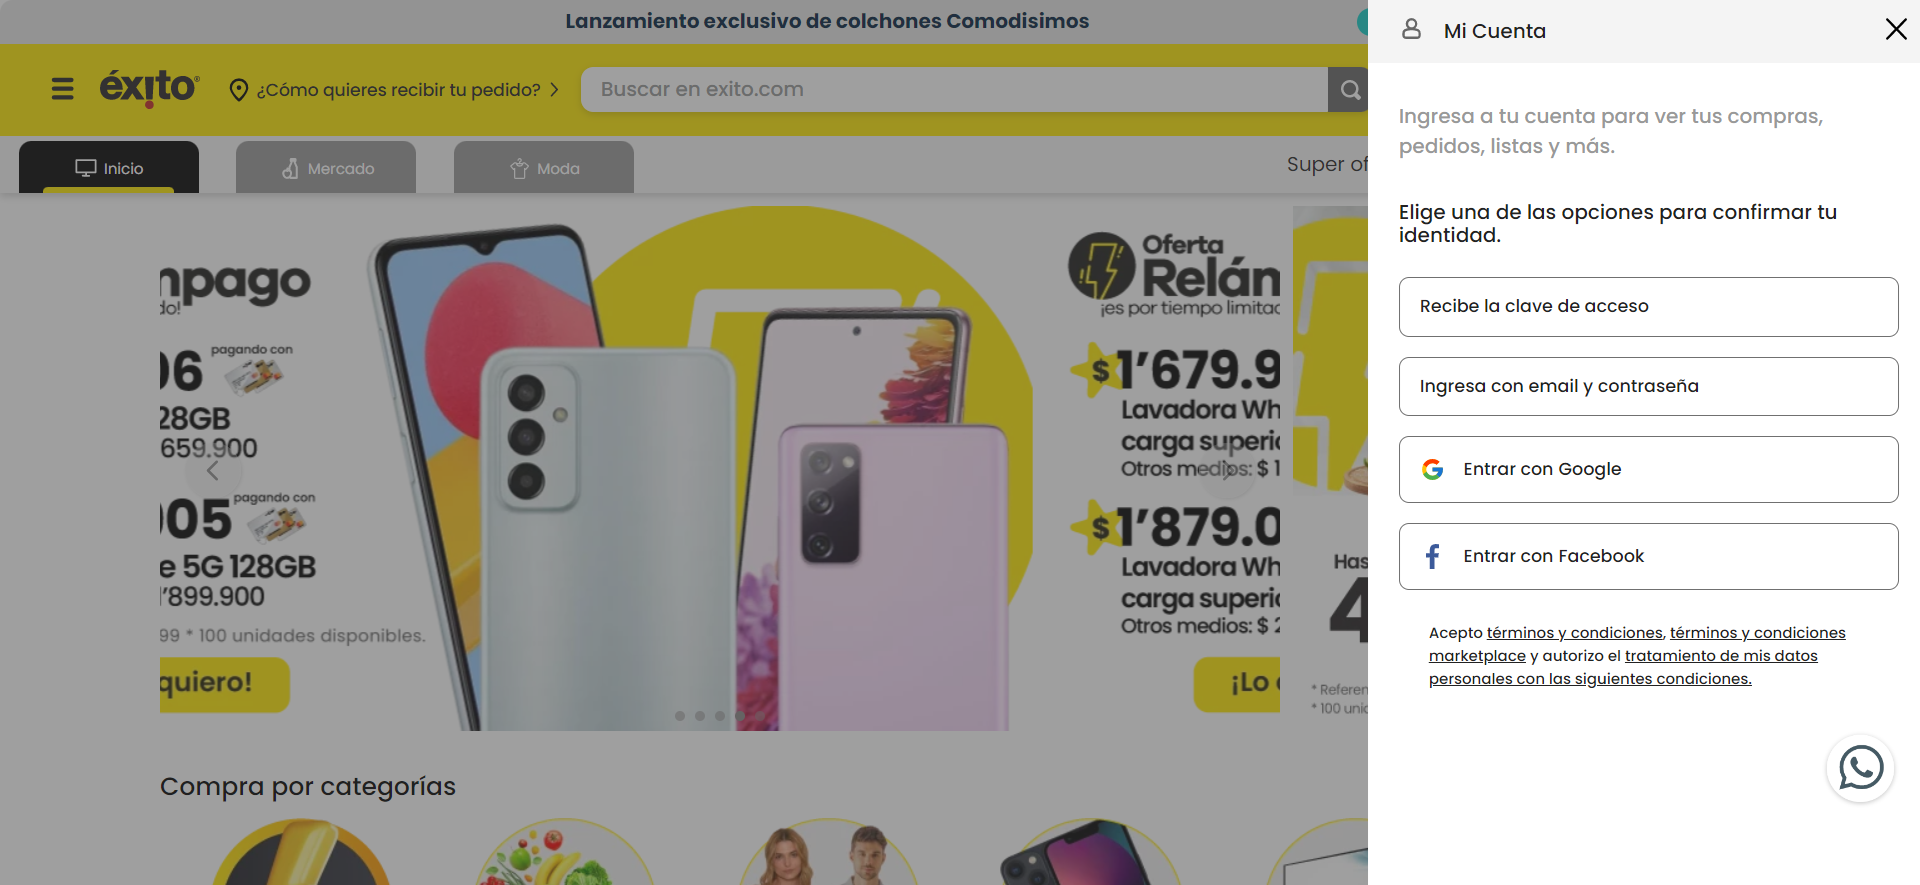 Lanzamiento exclusivo de colchones Comodisimos
éxito
¿Cómo quieres recibir tu pedido?
Buscar en exito.com
Inicio
Mercado
Moda
Super of
npago
do!
06 pagando con
28GB
659.900
905 pagando con
e 5G 128GB
1'899.900
99 * 100 unidades disponibles.
quiero!
Oferta
Relán
¡es por tiempo limitad
$1'679.9
Lavadora Wh
carga superio
Otros medios: $ 1
$1'879.0
Lavadora Wh
carga superio
Otros medios: $ 2
¡Lo
Has
4
* Referen
* 100 unid
Compra por categorías
Mi Cuenta
Ingresa a tu cuenta para ver tus compras,
pedidos, listas y más.
Elige una de las opciones para confirmar tu
identidad.
Recibe la clave de acceso
Ingresa con email y contraseña
Entrar con Google
Entrar con Facebook
Acepto términos y condiciones, términos y condiciones
marketplace y autorizo el tratamiento de mis datos
personales con las siguientes condiciones.